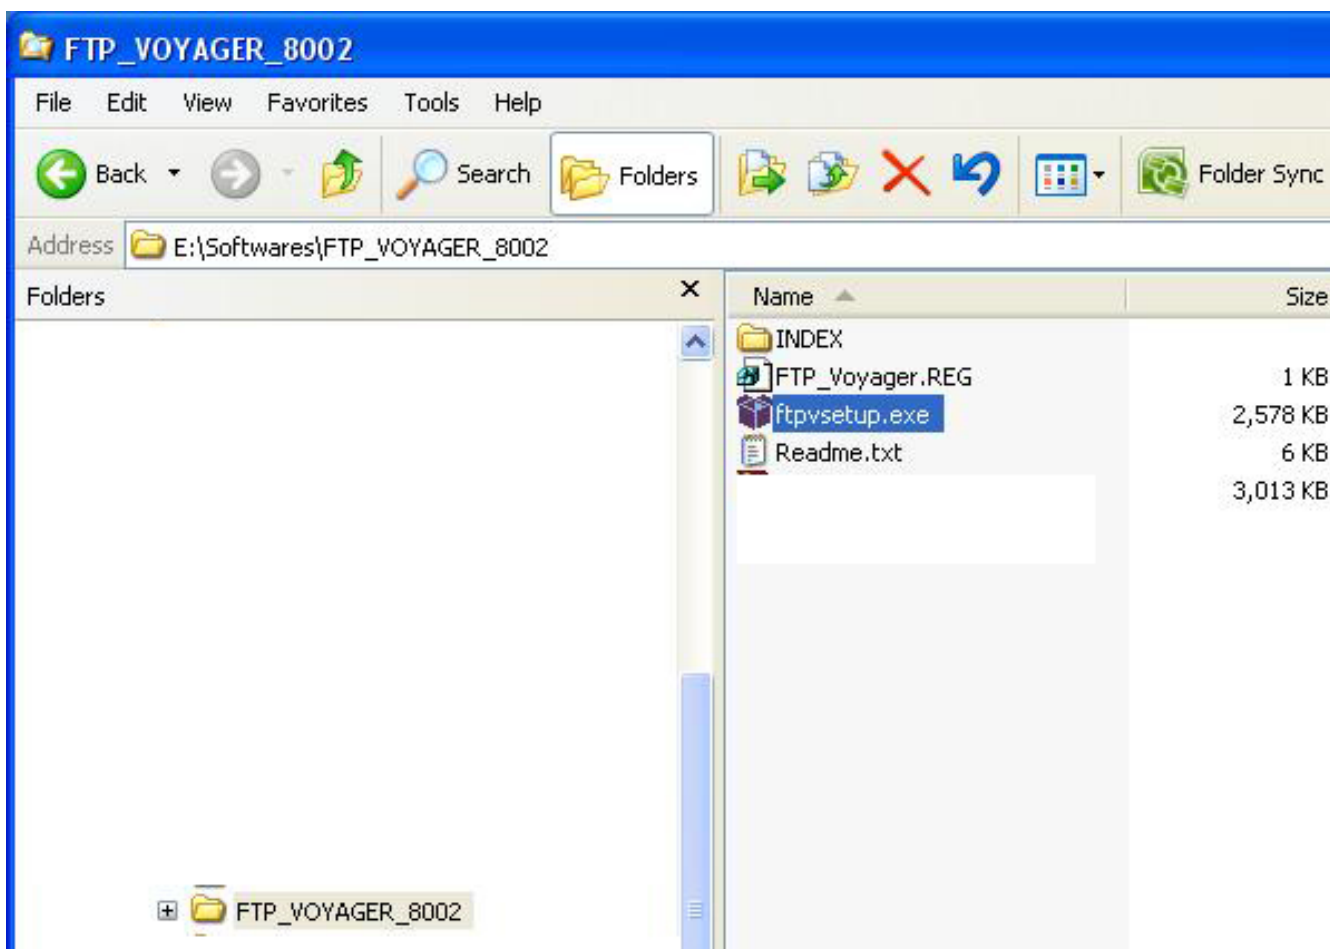 FTP_VOYAGER_8002
File Edit View Favorites Tools Help
Back Search Folders Folder Sync
Address E:\Softwares\FTP_VOYAGER_8002
Folders
Name Size
INDEX
FTP_Voyager.REG 1 KB
ftpvsetup.exe 2,578 KB
Readme.txt 6 KB
3,013 KB
FTP_VOYAGER_8002